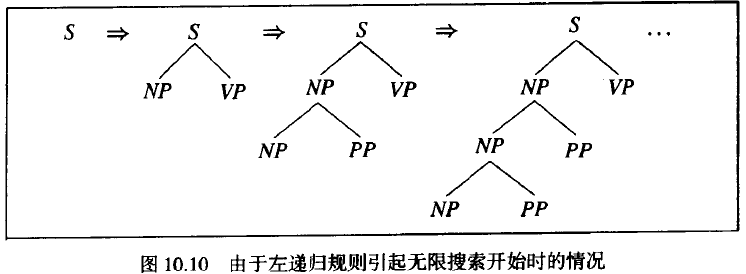 S ⇒ S ⇒ S ⇒ S …
NP VP NP VP NP VP
NP PP NP PP
NP PP
图 10.10 由于左递归规则引起无限搜索开始时的情况